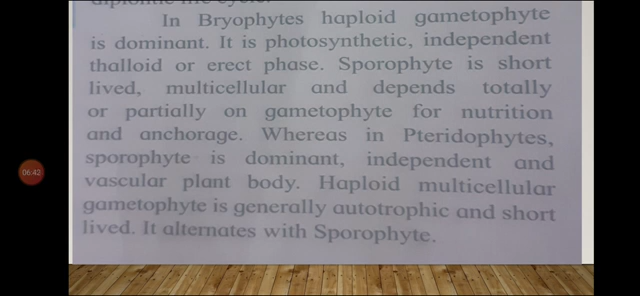 In Bryophytes haploid gametophyte
is dominant. It is photosynthetic, independent
thalloid or erect phase. Sporophyte is short
lived, multicellular and depends totally
or partially on gametophyte for nutrition
and anchorage. Whereas in Pteridophytes,
sporophyte is dominant, independent and
vascular plant body. Haploid multicellular
gametophyte is generally autotrophic and short
lived. It alternates with Sporophyte.
06:42